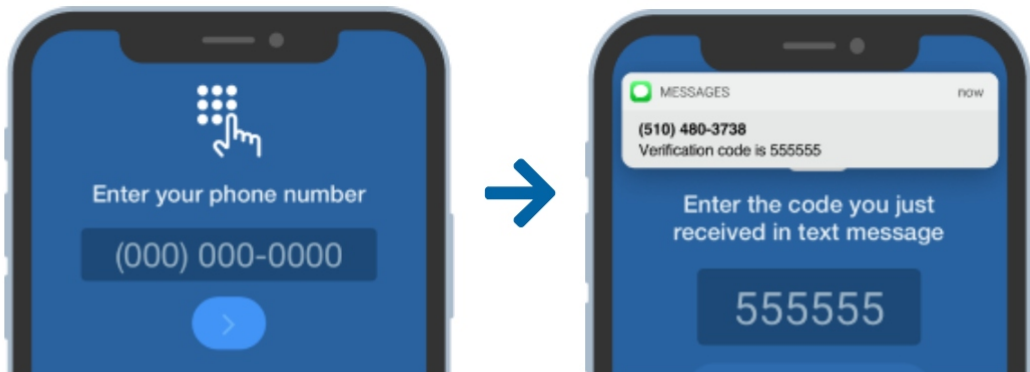 Enter your phone number
(000) 000-0000
MESSAGES
now
(510) 480-3738
Verification code is 555555
Enter the code you just
received in text message
555555